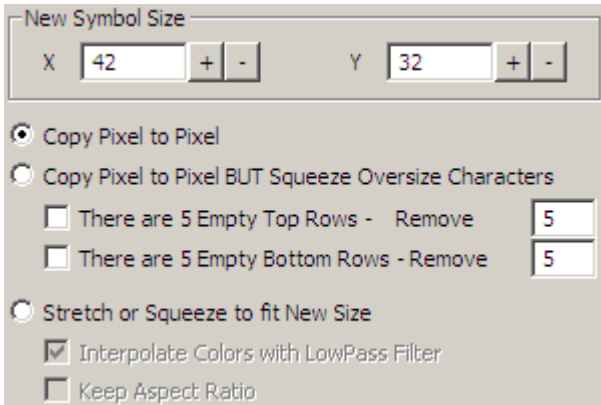 New Symbol Size
X 42 + - Y 32 + -
Copy Pixel to Pixel
Copy Pixel to Pixel BUT Squeeze Oversize Characters
There are 5 Empty Top Rows - Remove 5
There are 5 Empty Bottom Rows - Remove 5
Stretch or Squeeze to fit New Size
Interpolate Colors with LowPass Filter
Keep Aspect Ratio